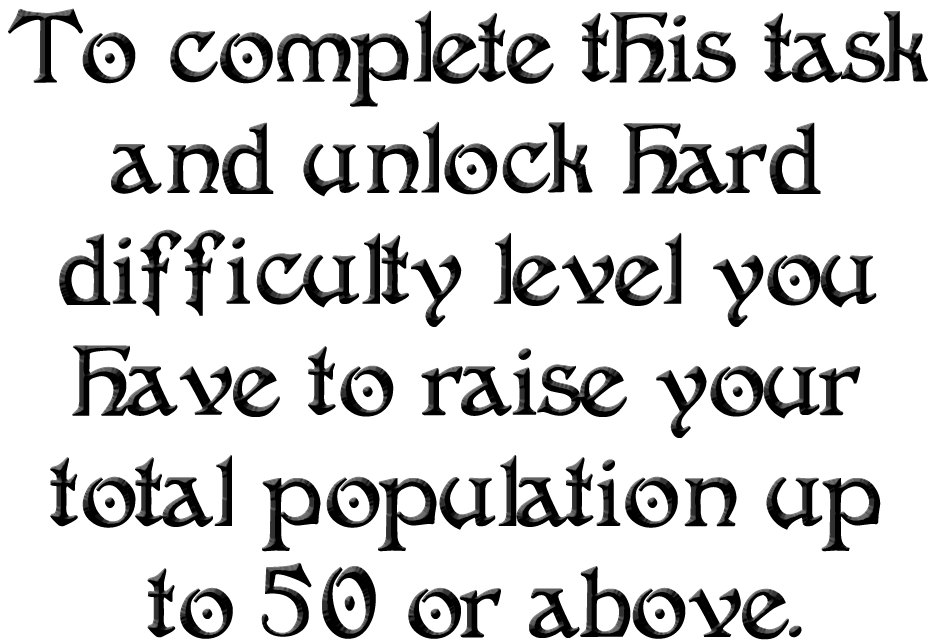 To complete this task
and unlock hard
difficulty level you
have to raise your
total population up
to 50 or above.